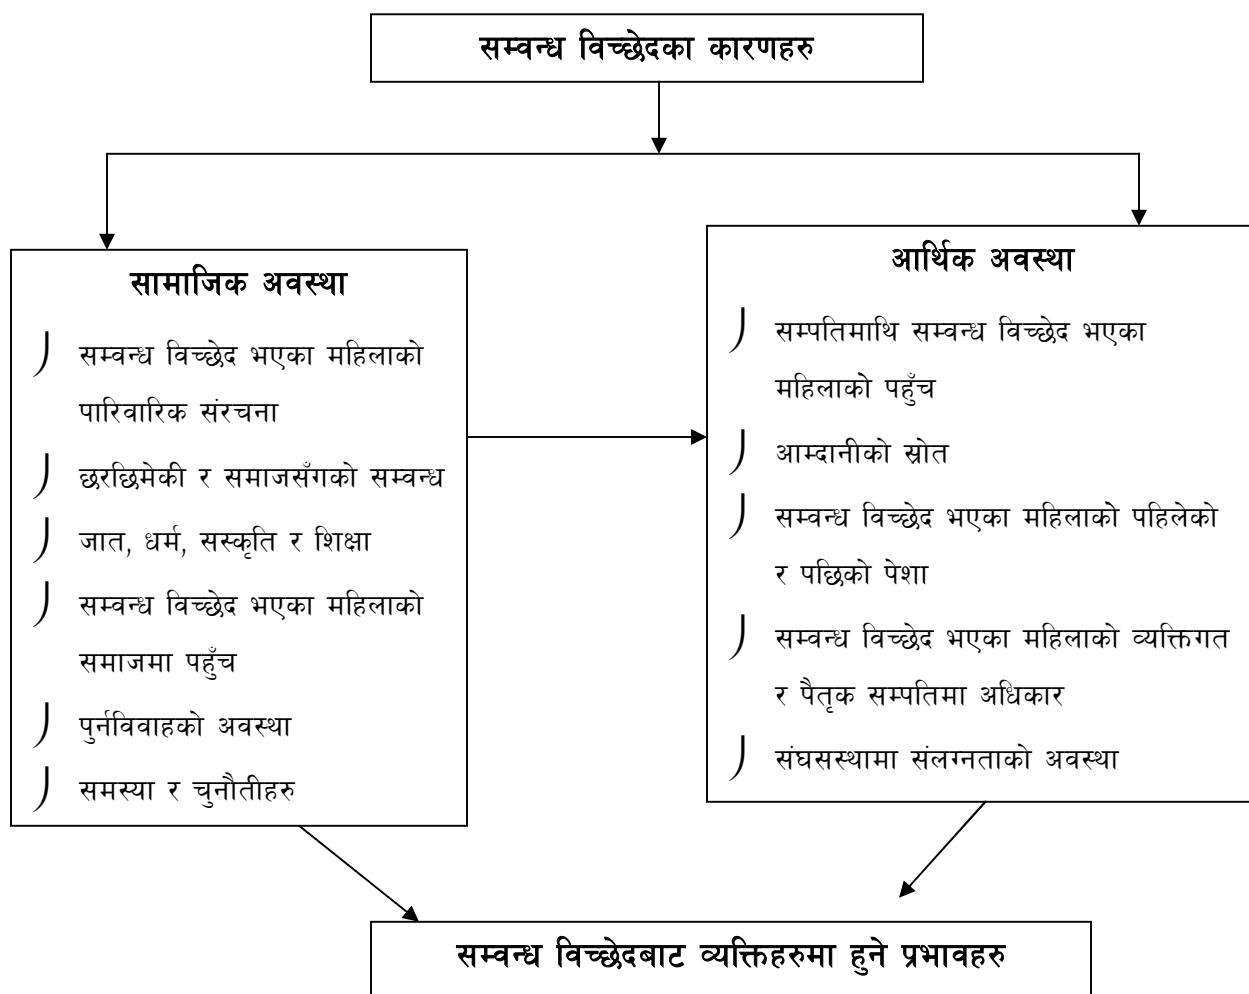 सम्वन्ध विच्छेदका कारणहरु
सामाजिक अवस्था
सम्वन्ध विच्छेद भएका महिलाको
पारिवारिक संरचना
छरछिमेकी र समाजसँगको सम्वन्ध
जात, धर्म, सस्कृति र शिक्षा
सम्वन्ध विच्छेद भएका महिलाको
समाजमा पहुँच
पुर्नविवाहको अवस्था
समस्या र चुनौतीहरु
आर्थिक अवस्था
सम्पतिमाथि सम्वन्ध विच्छेद भएका
महिलाको पहुँच
आम्दानीको स्रोत
सम्वन्ध विच्छेद भएका महिलाको पहिलेको
र पछिको पेशा
सम्वन्ध विच्छेद भएका महिलाको व्यक्तिगत
र पैतृक सम्पतिमा अधिकार
संघसस्थामा संलग्नताको अवस्था
सम्वन्ध विच्छेदबाट व्यक्तिहरुमा हुने प्रभावहरु